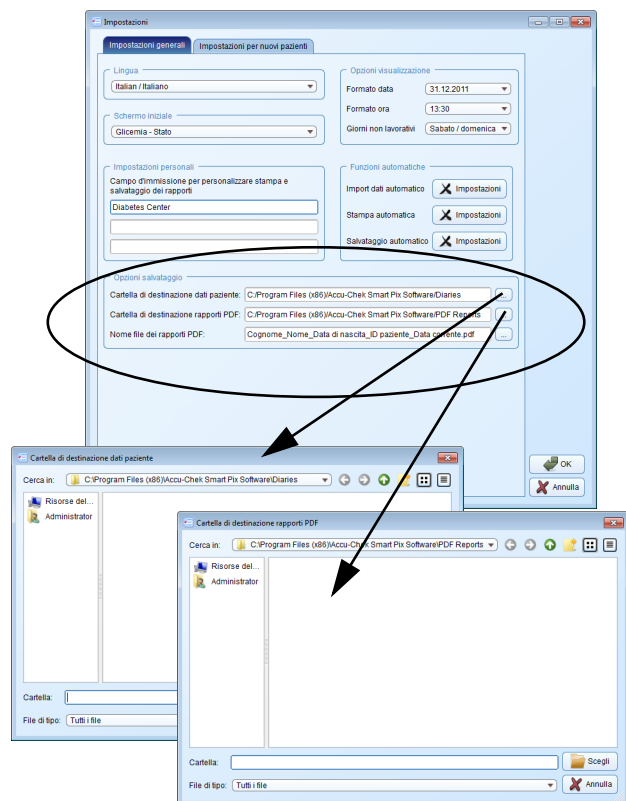 Impostazioni
Impostazioni generali
Impostazioni per nuovi pazienti
Lingua
Italian / Italiano
Schermo iniziale
Glicemia - Stato
Opzioni visualizzazione
Formato data
31.12.2011
Formato ora
13:30
Giorni non lavorativi
Sabato / domenica
Impostazioni personali
Campo d'immissione per personalizzare stampa e
salvataggio dei rapporti
Diabetes Center
Funzioni automatiche
Import dati automatico
Impostazioni
Stampa automatica
Impostazioni
Salvataggio automatico
Impostazioni
Opzioni salvataggio
Cartella di destinazione dati paziente:
C:/Program Files (x86)/Accu-Chek Smart Pix Software/Diaries
...
Cartella di destinazione rapporti PDF:
C:/Program Files (x86)/Accu-Chek Smart Pix Software/PDF Reports
Nome file dei rapporti PDF:
Cognome_Nome_Data di nascita_ID paziente_Data corrente.pdf
...
OK
Annulla
Cartella di destinazione dati paziente
Cerca in:
C:\Program Files (x86)\Accu-Chek Smart Pix Software\Diaries
Risorse del...
Administrator
Cartella:
File di tipo:
Tutti i file
Cartella di destinazione rapporti PDF
Cerca in:
C:\Program Files (x86)\Accu-Chek Smart Pix Software\PDF Reports
Risorse del...
Administrator
Cartella:
Scegli
File di tipo:
Tutti i file
Annulla